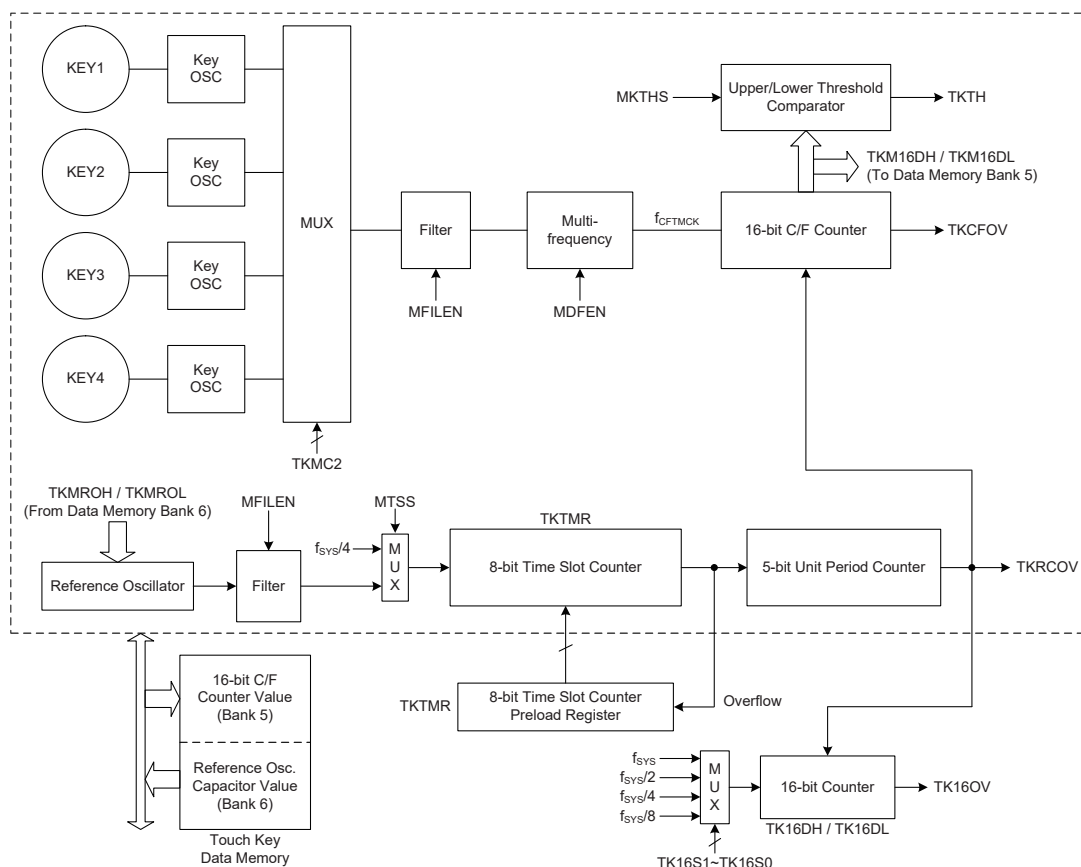 KEY1
Key
OSC
KEY2
Key
OSC
KEY3
Key
OSC
KEY4
Key
OSC
MUX
TKMC2
Filter
MFILEN
Multi-
frequency
MDFEN
fCFTMCK
MKTHS
Upper/Lower Threshold
Comparator
TKTH
TKM16DH / TKM16DL
(To Data Memory Bank 5)
16-bit C/F Counter
TKCFOV
TKMROH / TKMROL
(From Data Memory Bank 6)
Reference Oscillator
MFILEN
Filter
fSYS/4
MTSS
M
U
X
TKTMR
8-bit Time Slot Counter
5-bit Unit Period Counter
TKRCOV
TKTMR
8-bit Time Slot Counter
Preload Register
Overflow
16-bit C/F
Counter Value
(Bank 5)
Reference Osc.
Capacitor Value
(Bank 6)
Touch Key
Data Memory
fSYS
fSYS/2
fSYS/4
fSYS/8
M
U
X
TK16S1~TK16S0
16-bit Counter
TK16DH / TK16DL
TK16OV